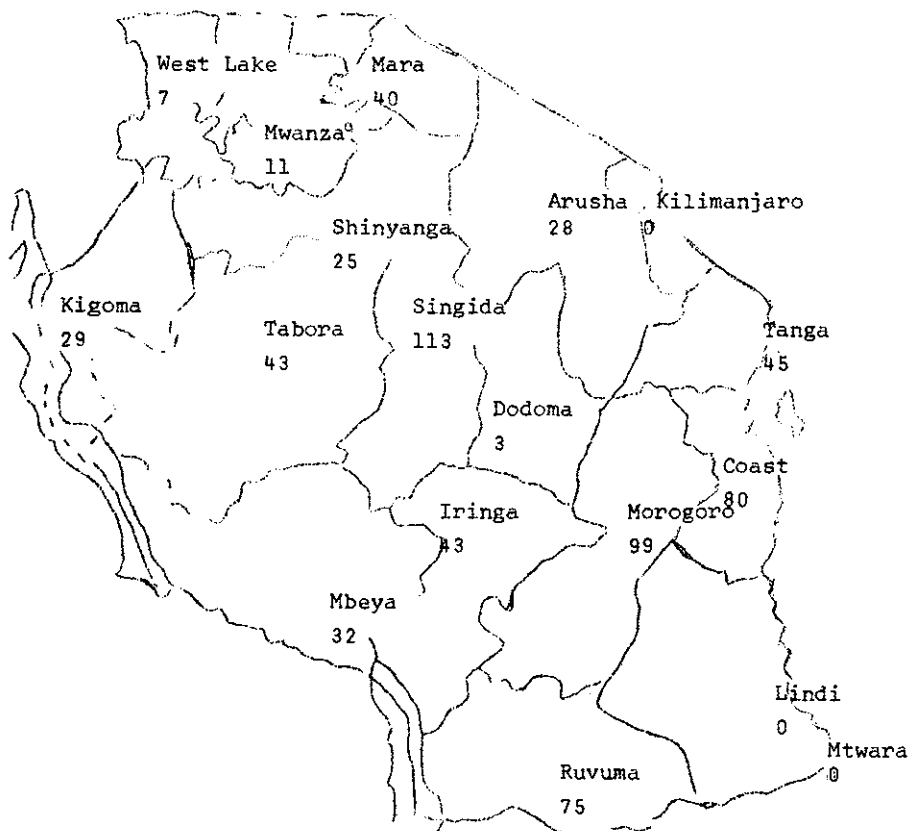 West Lake
7
Mara
40
Mwanzaª
11
Arusha
28
Kilimanjaro
0
Shinyanga
25
Kigoma
29
Tabora
43
Singida
113
Tanga
45
Dodoma
3
Coast
80
Iringa
43
Morogoro
99
Mbeya
32
Lindi
0
Mtwara
0
Ruvuma
75